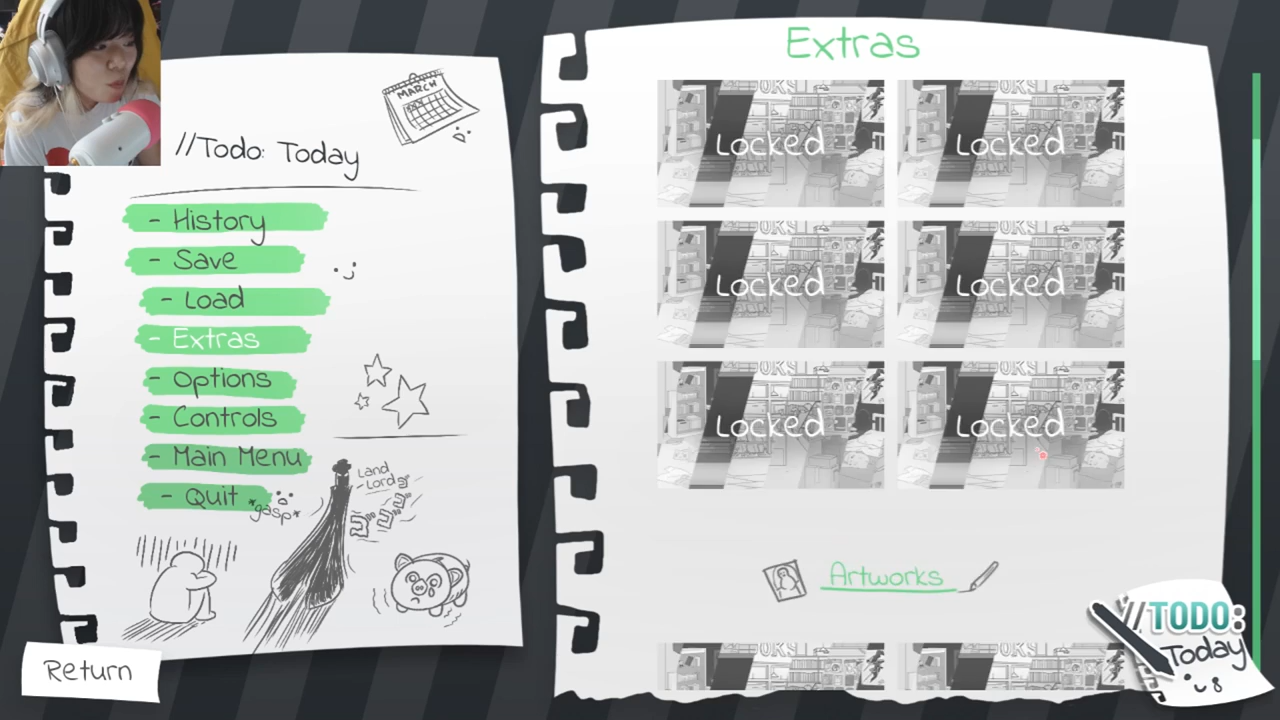 Extras
MARCH
//Todo: Today
- History
- Save
- Load
- Extras
- Options
- Controls
- Main Menu
- Quit
*gasp*
Land
Lord
Return
Locked Locked
Locked Locked
Locked Locked
Artworks
//TODO:
Today